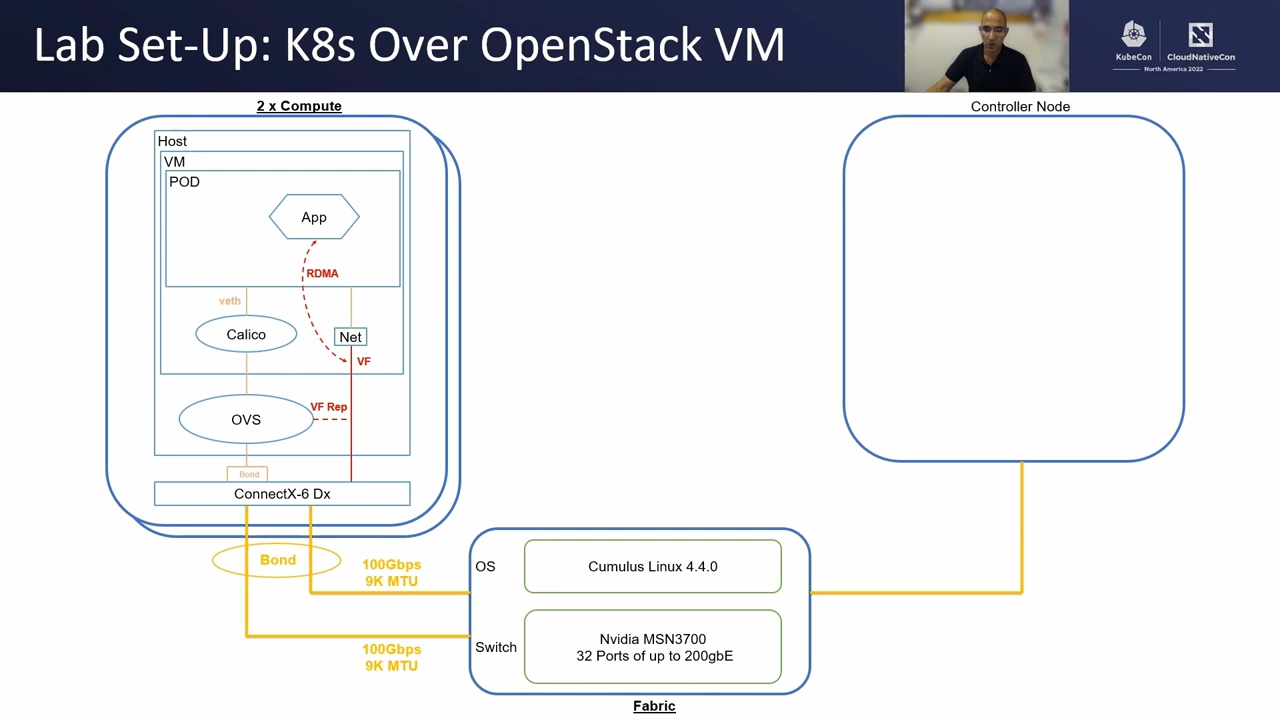 Lab Set-Up: K8s Over OpenStack VM
KubeCon
CloudNativeCon
North America 2022
2 x Compute
Controller Node
Host
VM
POD
App
RDMA
veth
Calico
Net
VF
VF Rep
OVS
Bond
ConnectX-6 Dx
Bond
100Gbps
9K MTU
100Gbps
9K MTU
OS
Cumulus Linux 4.4.0
Switch
Nvidia MSN3700
32 Ports of up to 200gbE
Fabric